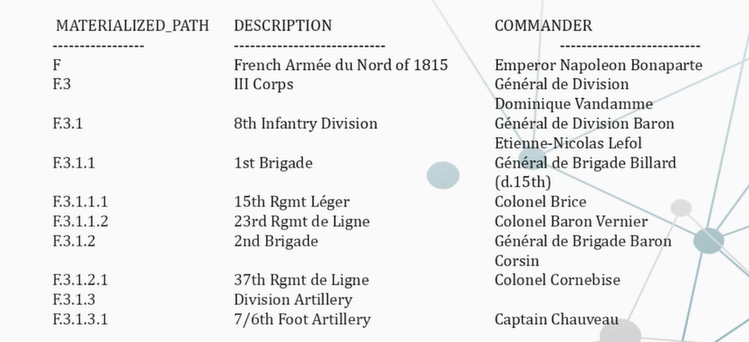 MATERIALIZED_PATH DESCRIPTION COMMANDER
----------------- ---------------------------- --------------------------
F French Armée du Nord of 1815 Emperor Napoleon Bonaparte
F.3 III Corps Général de Division
Dominique Vandamme
F.3.1 8th Infantry Division Général de Division Baron
Etienne-Nicolas Lefol
F.3.1.1 1st Brigade Général de Brigade Billard
(d.15th)
F.3.1.1.1 15th Rgmt Léger Colonel Brice
F.3.1.1.2 23rd Rgmt de Ligne Colonel Baron Vernier
F.3.1.2 2nd Brigade Général de Brigade Baron
Corsin
F.3.1.2.1 37th Rgmt de Ligne Colonel Cornebise
F.3.1.3 Division Artillery
F.3.1.3.1 7/6th Foot Artillery Captain Chauveau